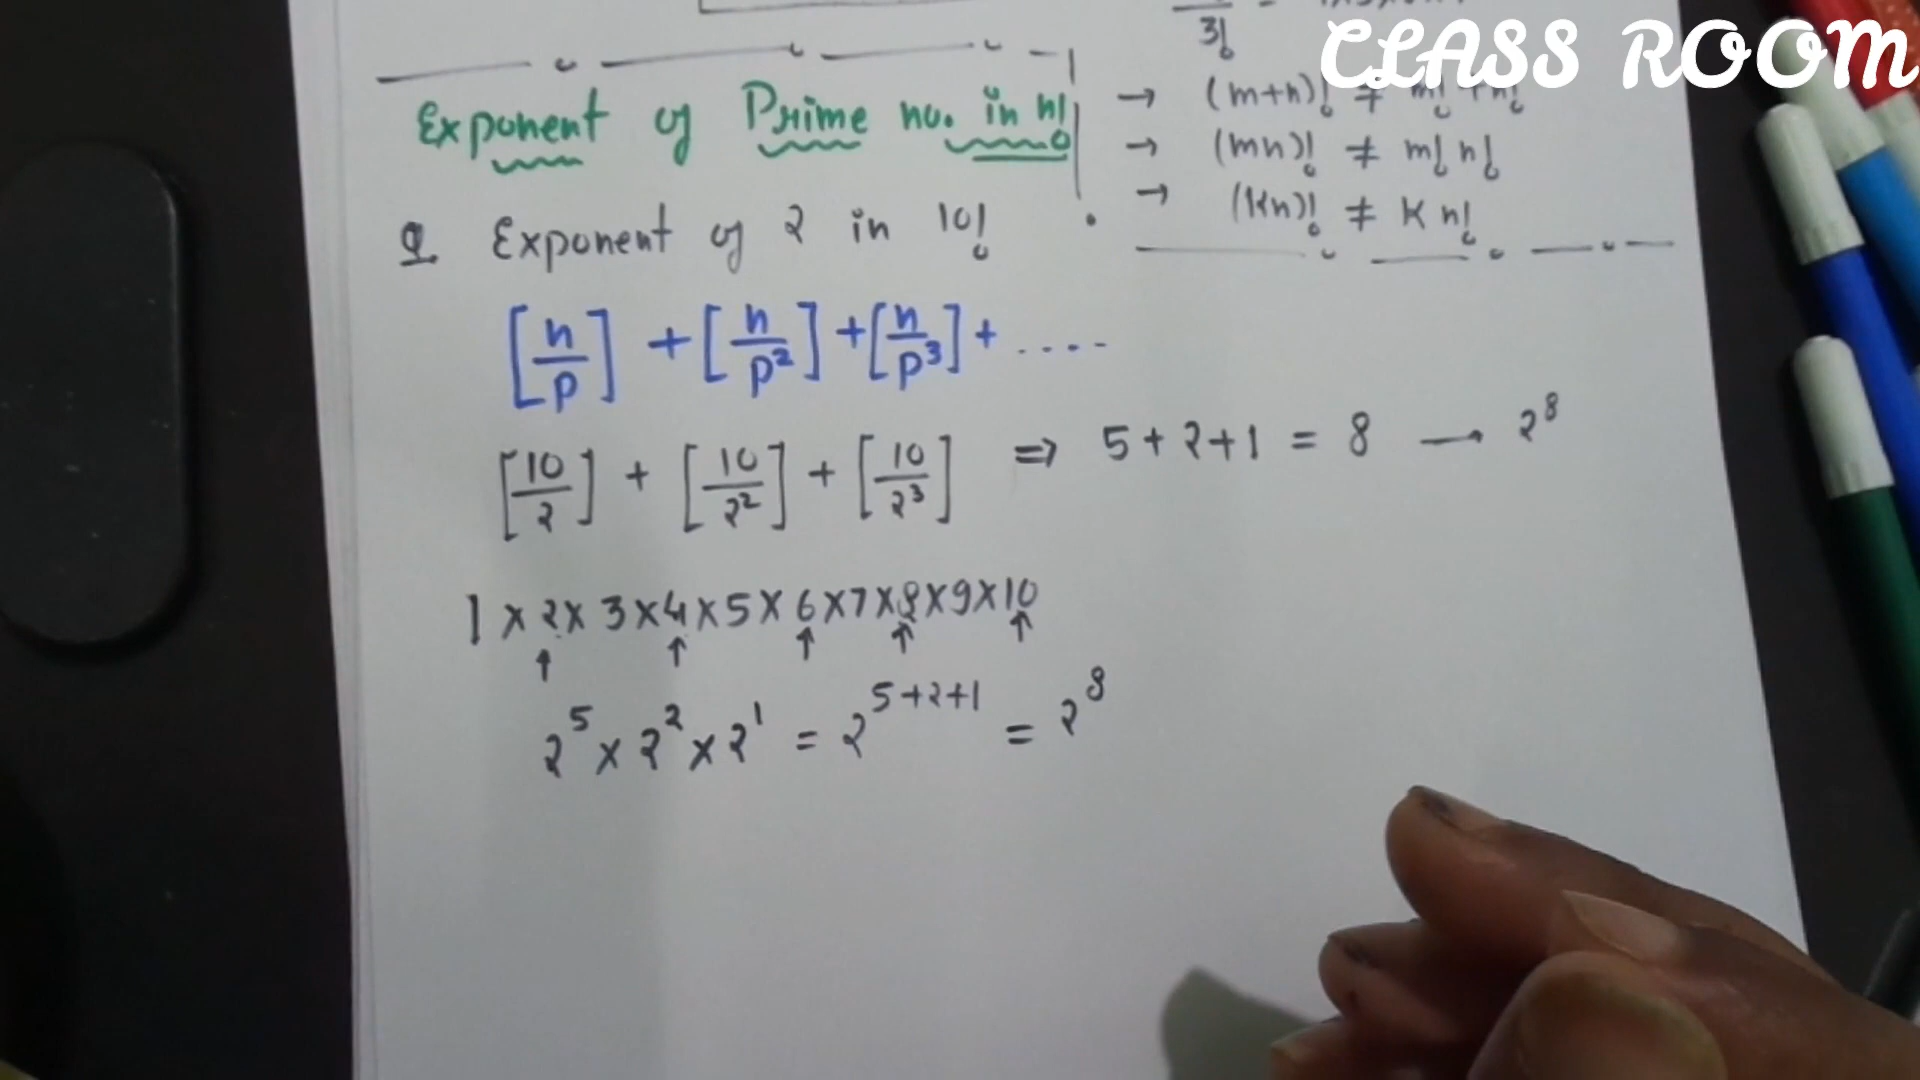 CLASS ROOM
3!
Exponent of Prime no. in n!
→ (m+n)! ≠ m! + n!
→ (mn)! ≠ m! n!
→ (Kn)! ≠ K n!
Q. Exponent of 2 in 10!
[n/p] + [n/p²] + [n/p³] + ....
[10/2] + [10/2²] + [10/2³] ⇒ 5+2+1 = 8 → 2⁸
1 × 2 × 3 × 4 × 5 × 6 × 7 × 8 × 9 × 10
2⁵ × 2² × 2¹ = 2⁵⁺²⁺¹ = 2⁸